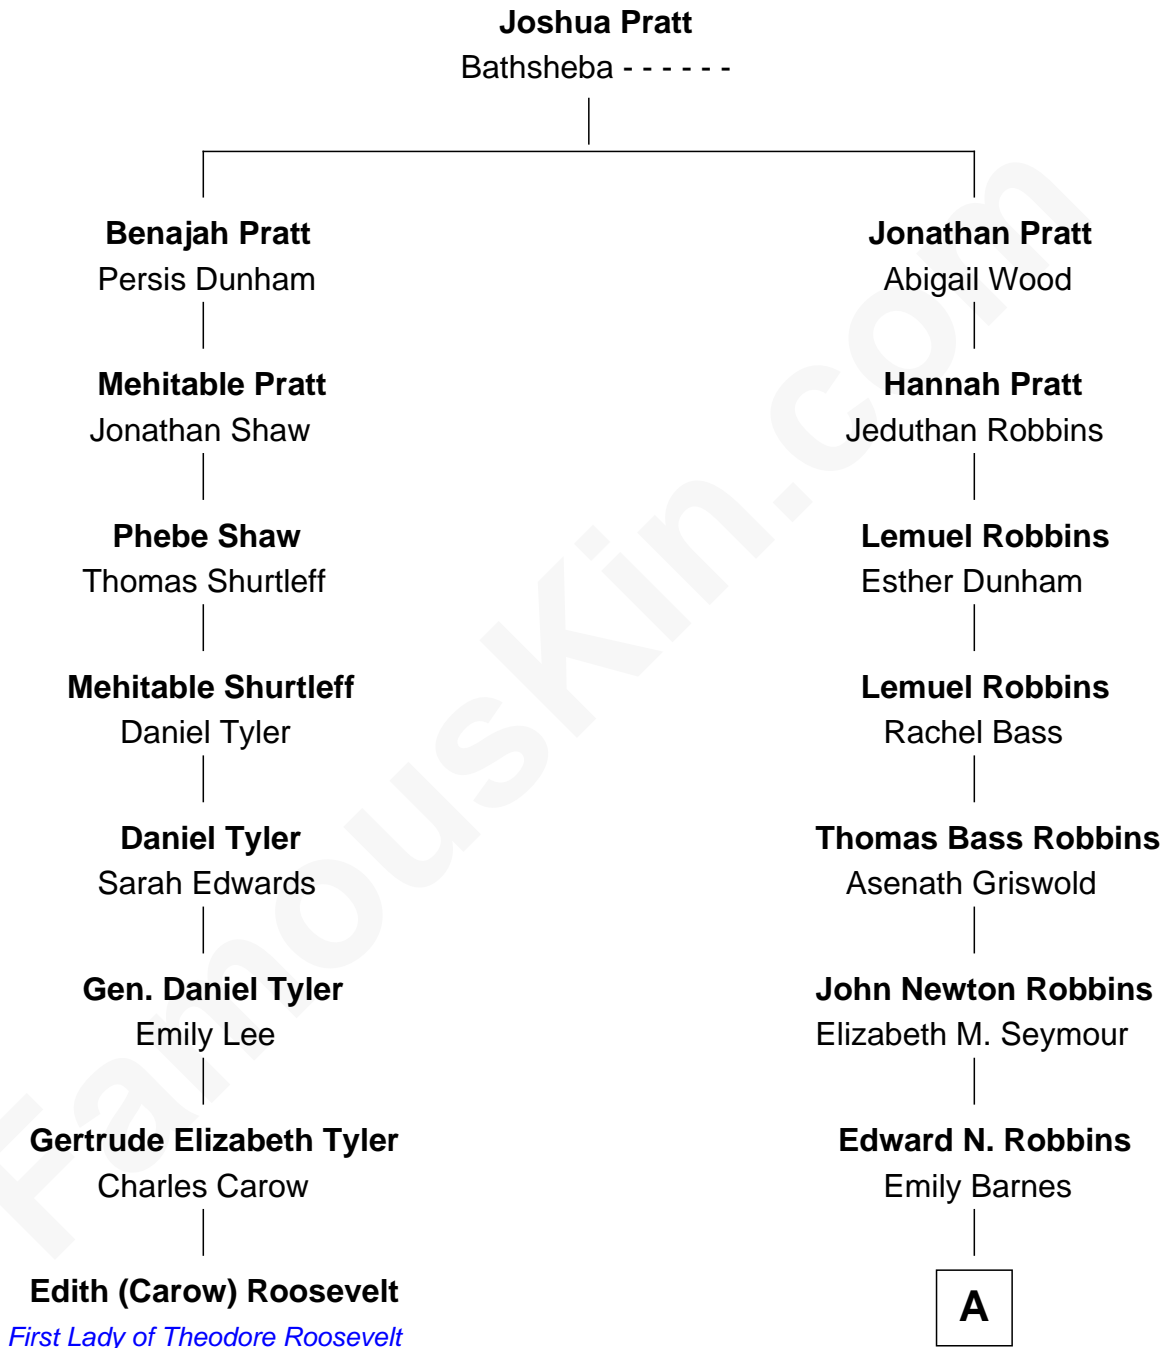 Joshua Pratt
Bathsheba - - - - - -
Benajah Pratt
Persis Dunham
Jonathan Pratt
Abigail Wood
Mehitable Pratt
Jonathan Shaw
Hannah Pratt
Jeduthan Robbins
Phebe Shaw
Thomas Shurtleff
Lemuel Robbins
Esther Dunham
Mehitable Shurtleff
Daniel Tyler
Lemuel Robbins
Rachel Bass
Daniel Tyler
Sarah Edwards
Thomas Bass Robbins
Asenath Griswold
Gen. Daniel Tyler
Emily Lee
John Newton Robbins
Elizabeth M. Seymour
Gertrude Elizabeth Tyler
Charles Carow
Edward N. Robbins
Emily Barnes
Edith (Carow) Roosevelt
First Lady of Theodore Roosevelt
A
FamousKin.com